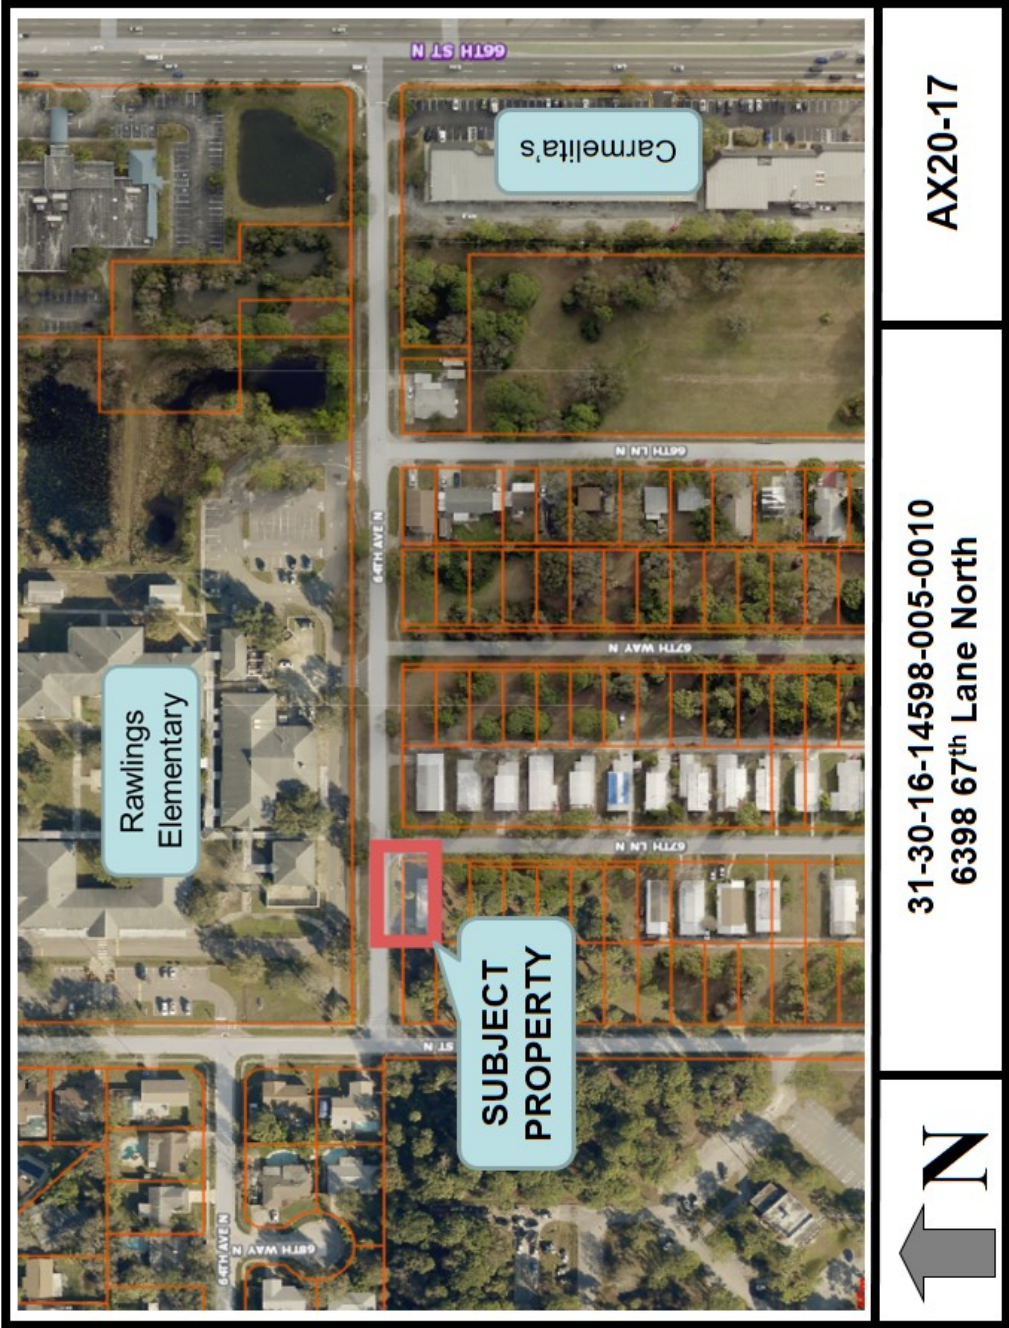 66TH ST N
Carmelita's
66TH LN N
64TH AVE N
67TH WAY N
Rawlings
Elementary
67TH LN N
SUBJECT
PROPERTY
ST N
64TH AVE N
68TH WAY N
N
31-30-16-14598-005-0010
6398 67th Lane North
AX20-17